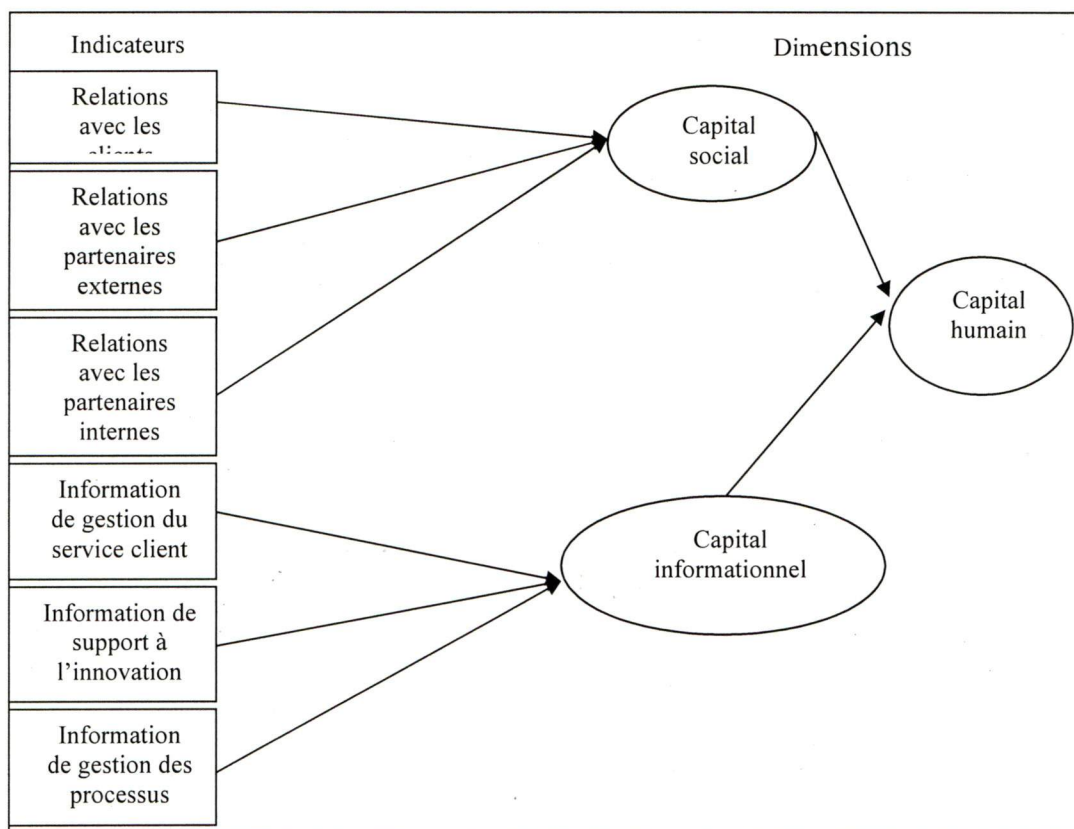 Indicateurs
Dimensions
Relations
avec les
clients
Relations
avec les
partenaires
externes
Relations
avec les
partenaires
internes
Information
de gestion du
service client
Information de
support à
l'innovation
Information
de gestion des
processus
Capital
social
Capital
humain
Capital
informationnel